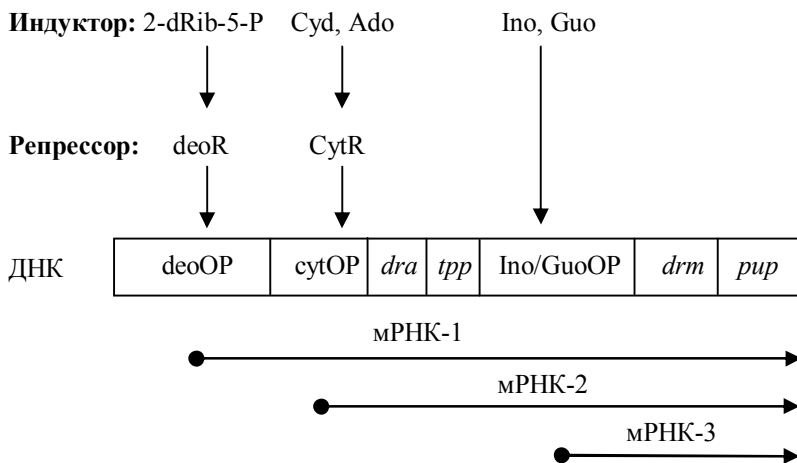 Индуктор: 2-dRib-5-P Cyd, Ado Ino, Guo
Репрессор: deoR CytR
ДНК deoOP cytOP dra tpp Ino/GuoOP drm pup
мРНК-1
мРНК-2
мРНК-3